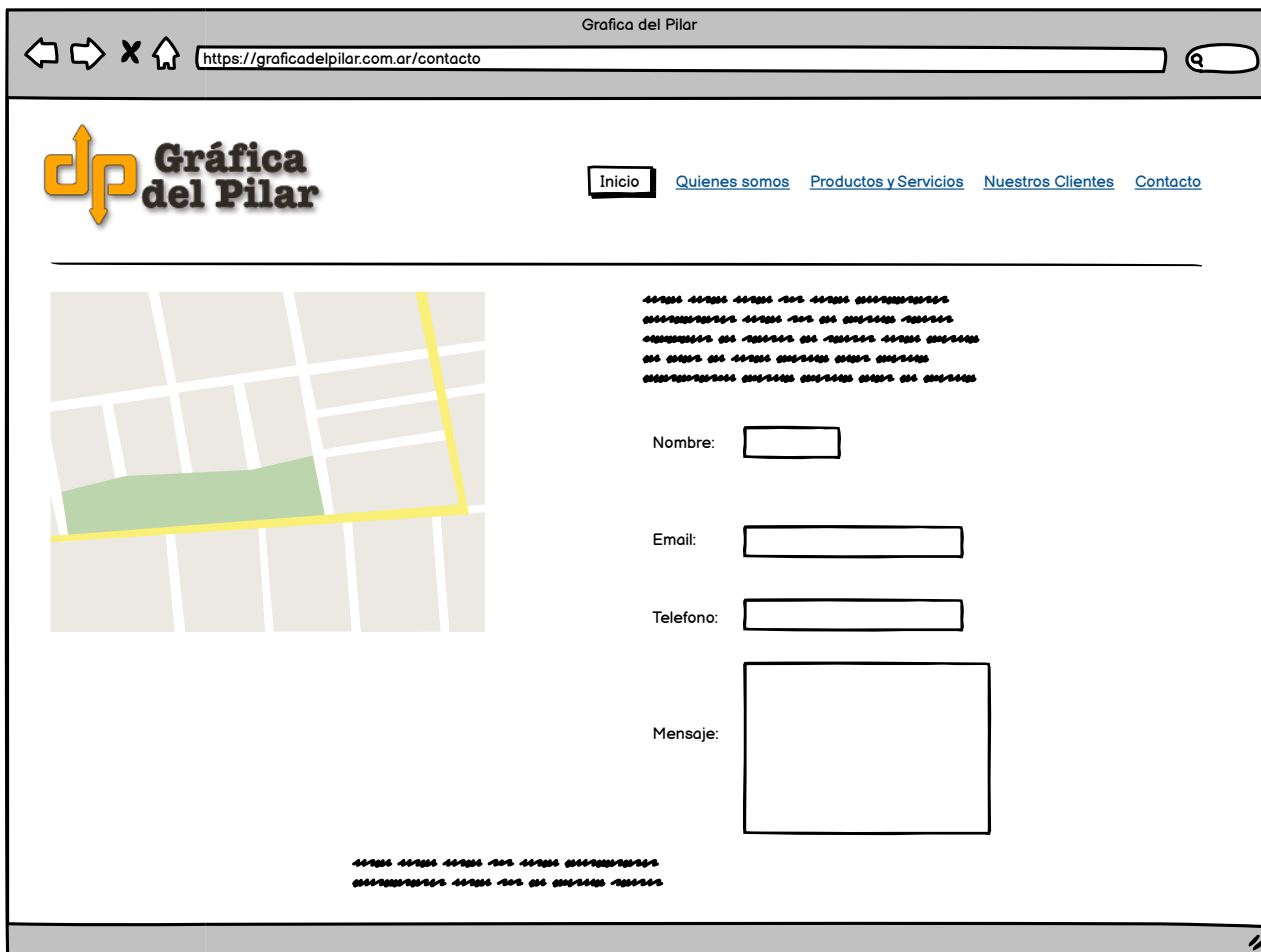 Grafica del Pilar
https://graficadelpilar.com.ar/contacto
Gráfica
del Pilar
Inicio Quienes somos Productos y Servicios Nuestros Clientes Contacto
Nombre:
Email:
Telefono:
Mensaje: